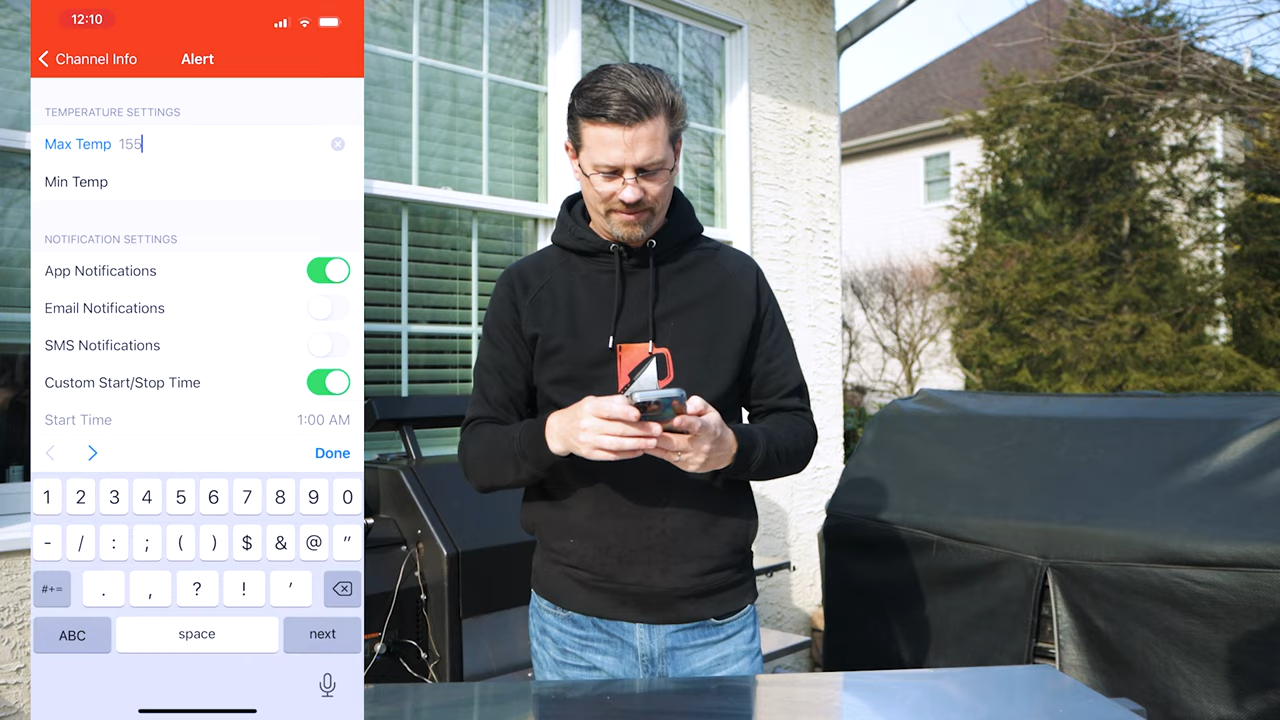 12:10
Channel Info Alert
TEMPERATURE SETTINGS
Max Temp 155
Min Temp
NOTIFICATION SETTINGS
App Notifications
Email Notifications
SMS Notifications
Custom Start/Stop Time
Start Time 1:00 AM
Done
1 2 3 4 5 6 7 8 9 0
- / : ; ( ) $ & @ "
#+= . , ? ! '
ABC space next